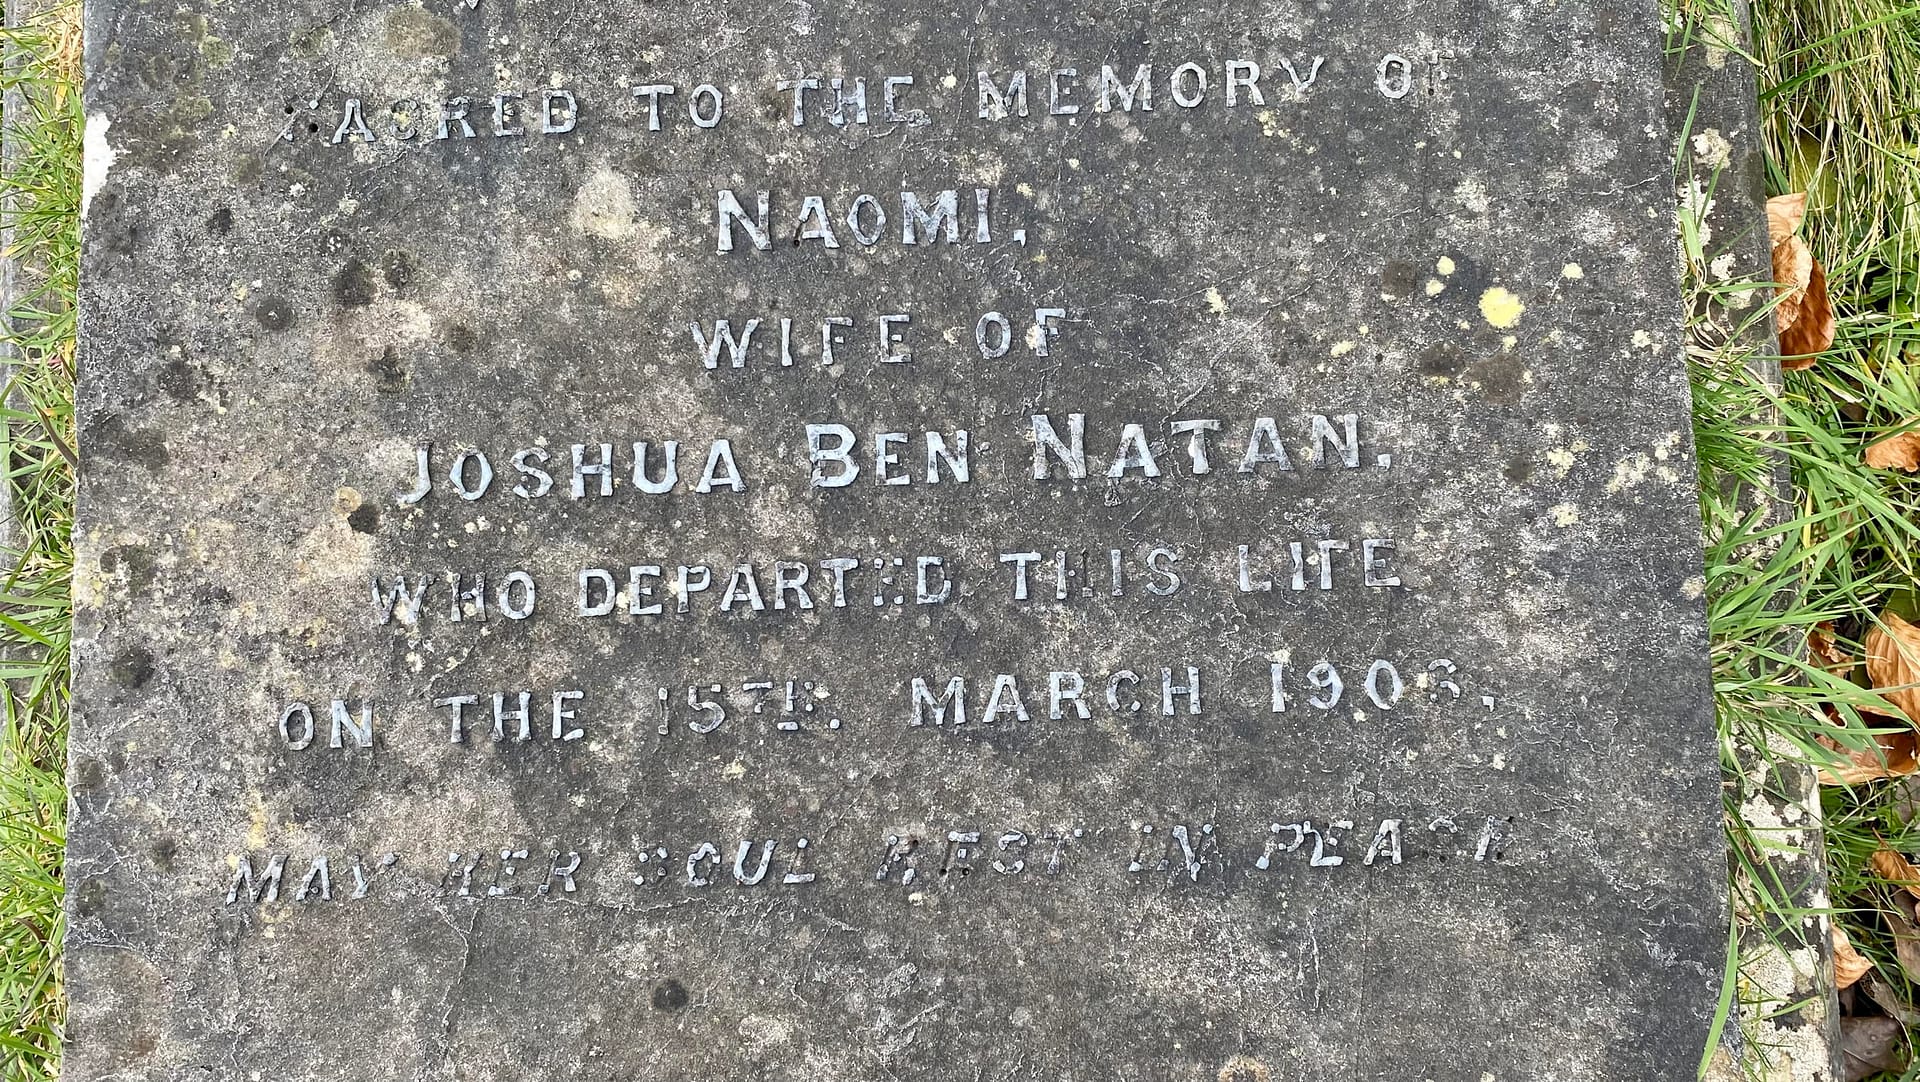 SACRED TO THE MEMORY OF
NAOMI,
WIFE OF
JOSHUA BEN NATAN,
WHO DEPARTED THIS LIFE
ON THE 15TH. MARCH
MAY HER SOUL REST IN PEACE